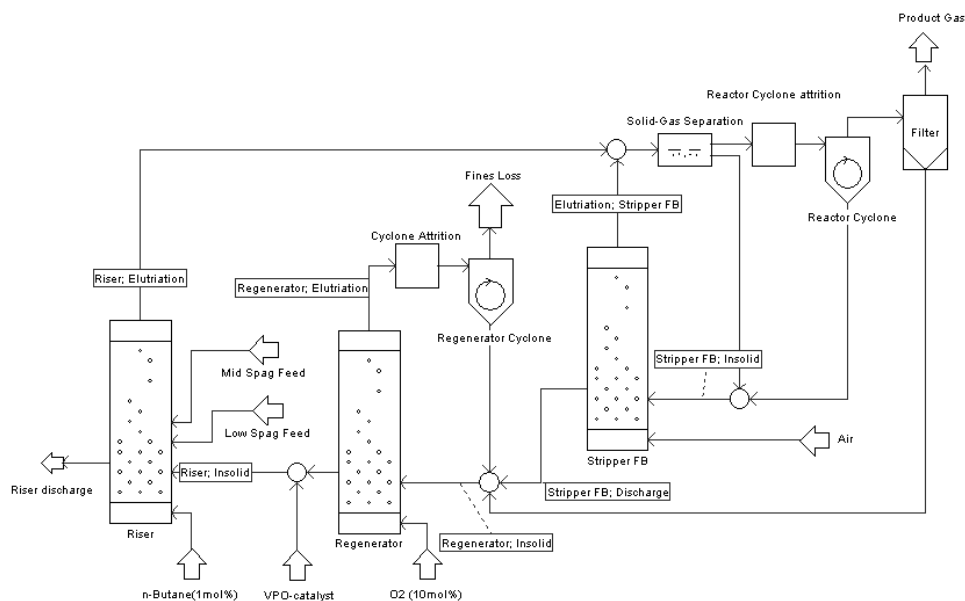 Product Gas
Reactor Cyclone attrition
Solid-Gas Separation
Filter
Fines Loss
Elutriation; Stripper FB
Reactor Cyclone
Cyclone Attrition
Riser; Elutriation
Regenerator; Elutriation
Regenerator Cyclone
Stripper FB; Insolid
Mid Spag Feed
Low Spag Feed
Air
Stripper FB
Riser; Insolid
Riser discharge
Stripper FB; Discharge
Riser
Regenerator
Regenerator; Insolid
n-Butane(1mol%)
VPO-catalyst
O2 (10mol%)